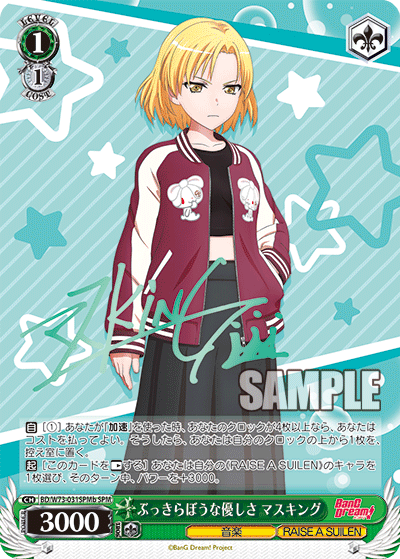 LEVEL
1
1
COST
MKinG
SAMPLE
自 [①] あなたが「加速」を使った時、あなたのクロックが4枚以上なら、あなたは
コストを払ってよい。そうしたら、あなたは自分のクロックの上から1枚を、
控え室に置く。
起 [このカードを する] あなたは自分の《RAISE A SUILEN》のキャラを
1枚選び、そのターン中、パワーを+3000。
CH BD/W73-031SPMb SPM
ぶっきらぼうな優しさ マスキング
BanG Dream!
3000
音楽
RAISE A SUILEN
©BanG Dream! Project